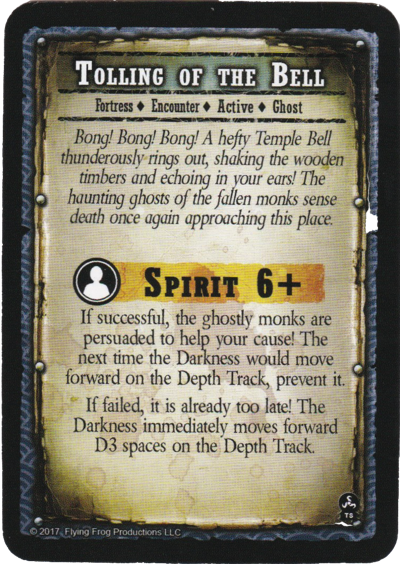 Tolling of the Bell
Fortress ♦ Encounter ♦ Active ♦ Ghost
Bong! Bong! Bong! A hefty Temple Bell
thunderously rings out, shaking the wooden
timbers and echoing in your ears! The
haunting ghosts of the fallen monks sense
death once again approaching this place.
Spirit 6+
If successful, the ghostly monks are
persuaded to help your cause! The
next time the Darkness would move
forward on the Depth Track, prevent it.
If failed, it is already too late! The
Darkness immediately moves forward
D3 spaces on the Depth Track.
TS
© 2017 Flying Frog Productions LLC